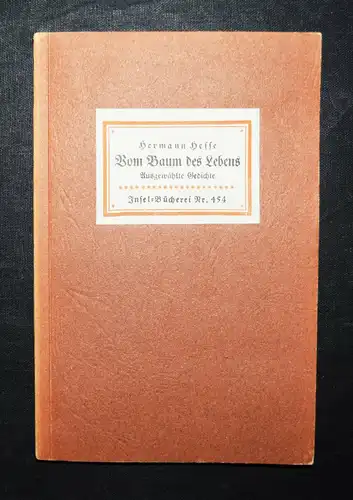 Hermann Hesse
Vom Baum des Lebens
Ausgewählte Gedichte
Insel-Bücherei Nr. 454